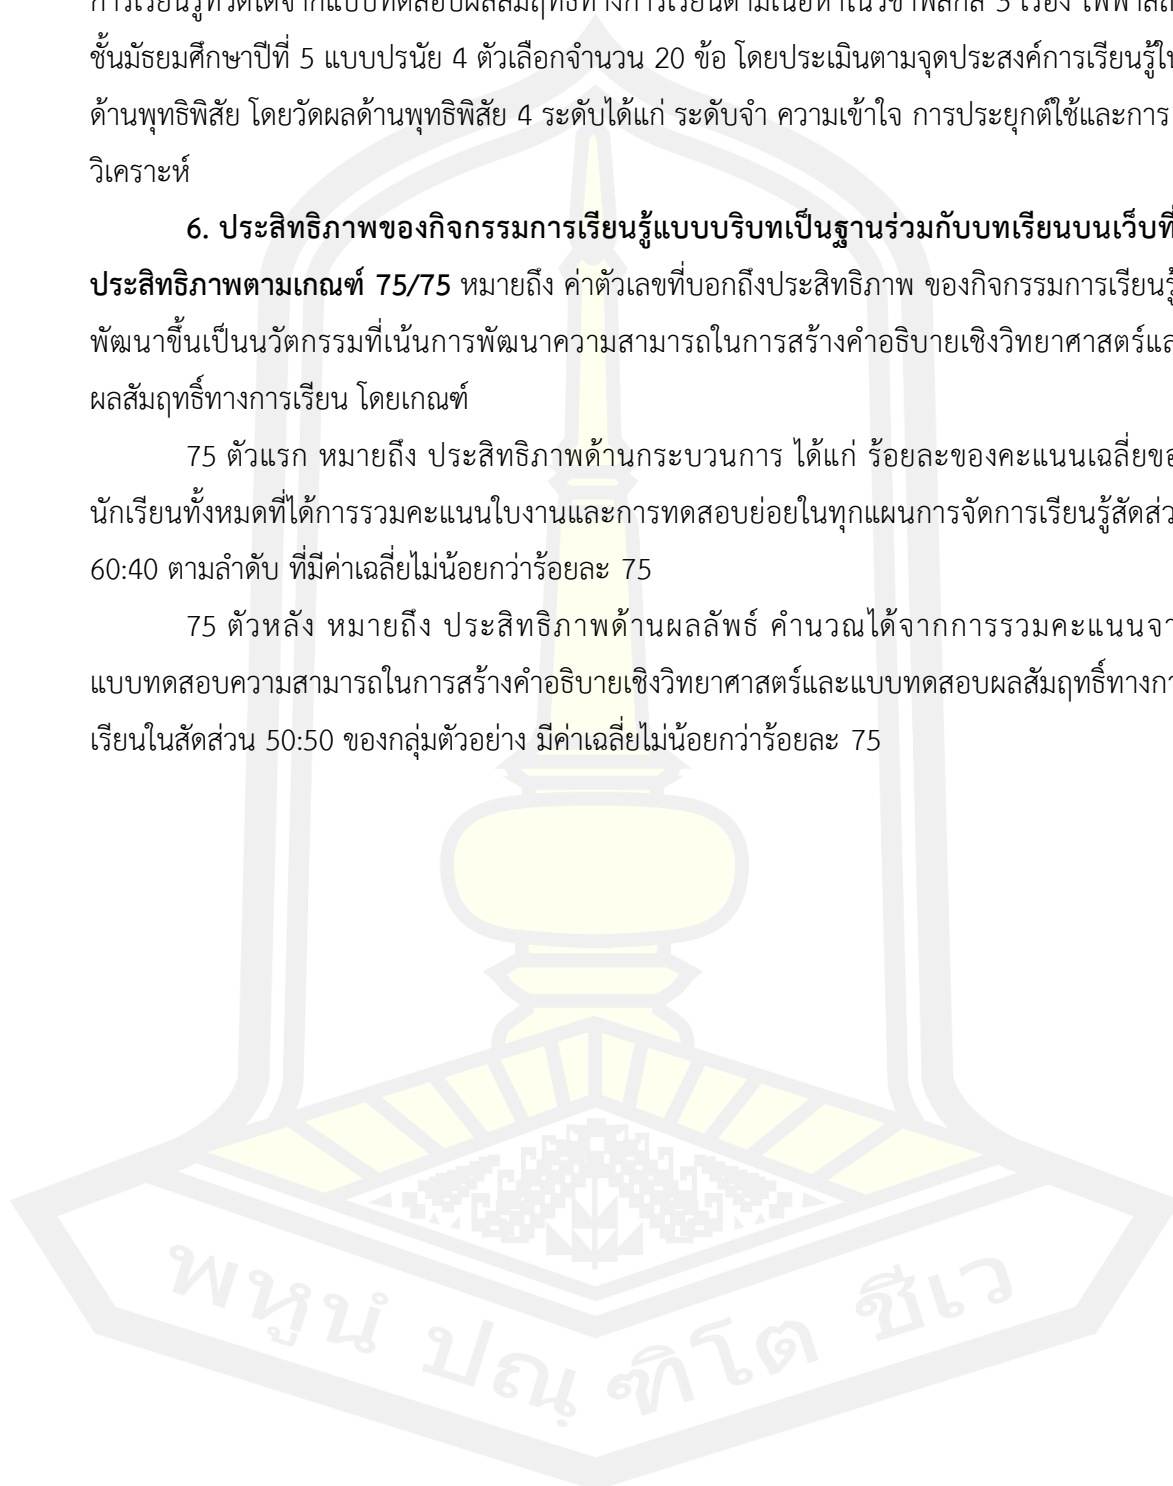 การเรียนรู้ที่วัดได้จากแบบทดสอบผลสัมฤทธิ์ทางการเรียนตามเนื้อหาในวิชาฟิสิกส์ 3 เรื่อง
ชั้นมัธยมศึกษาปีที่ 5 แบบปรนัย 4 ตัวเลือกจำนวน 20 ข้อ โดยประเมินตามจุดประสงค์การเรียนรู้
ด้านพุทธิพิสัย โดยวัดผลด้านพุทธิพิสัย 4 ระดับได้แก่ ระดับจำ ความเข้าใจ การประยุกต์ใช้และการ
วิเคราะห์
6. ประสิทธิภาพของกิจกรรมการเรียนรู้แบบบริบทเป็นฐานร่วมกับบทเรียนบนเว็บที่
ประสิทธิภาพตามเกณฑ์ 75/75 หมายถึง ค่าตัวเลขที่บอกถึงประสิทธิภาพ ของกิจกรรมการเรียนรู้
พัฒนาขึ้นเป็นนวัตกรรมที่เน้นการพัฒนาความสามารถในการสร้างคำอธิบายเชิงวิทยาศาสตร์และ
ผลสัมฤทธิ์ทางการเรียน โดยเกณฑ์
75 ตัวแรก หมายถึง ประสิทธิภาพด้านกระบวนการ ได้แก่ ร้อยละของคะแนนเฉลี่ย
นักเรียนทั้งหมดที่ได้การรวมคะแนนใบงานและการทดสอบย่อยในทุกแผนการจัดการเรียนรู้
60:40 ตามลำดับ ที่มีค่าเฉลี่ยไม่น้อยกว่าร้อยละ 75
75 ตัวหลัง หมายถึง ประสิทธิภาพด้านผลลัพธ์ คำนวณได้จากการรวมคะแนน
แบบทดสอบความสามารถในการสร้างคำอธิบายเชิงวิทยาศาสตร์และแบบทดสอบผลสัมฤทธิ์
เรียนในสัดส่วน 50:50 ของกลุ่มตัวอย่าง มีค่าเฉลี่ยไม่น้อยกว่าร้อยละ 75
พหูนํ ปณฺฑิโต ชีเว